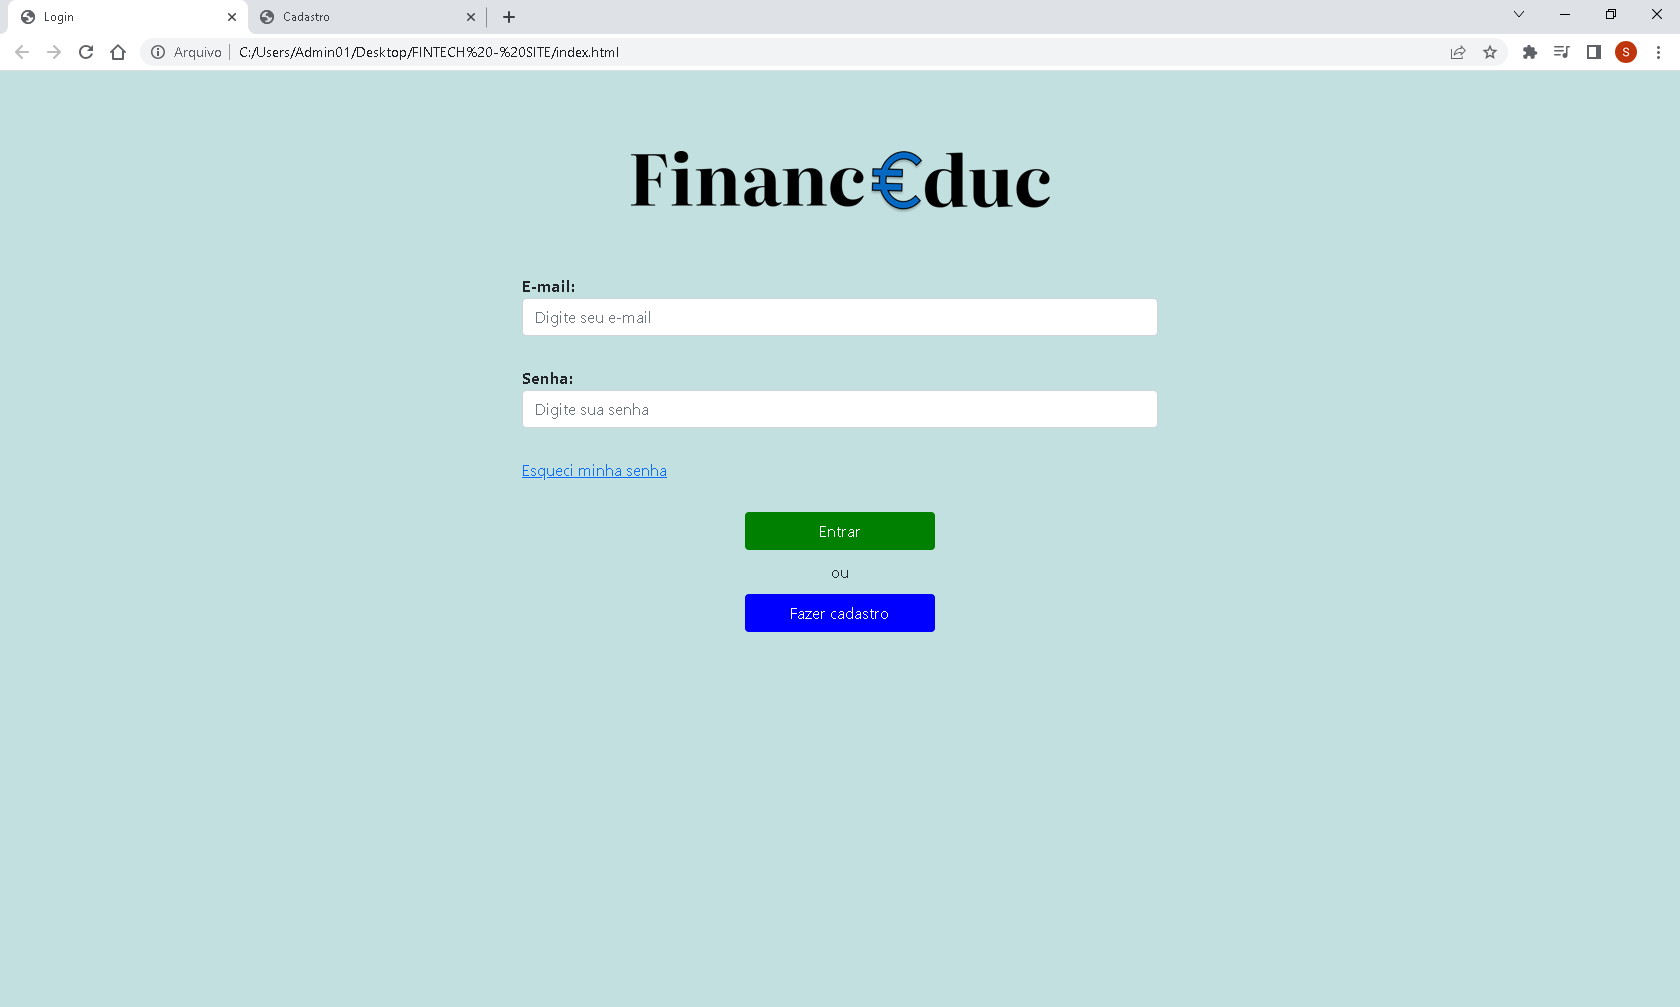 Login
Cadastro
Arquivo
C:/Users/Admin01/Desktop/FINTECH%20-%20SITE/index.html
S
Financ€duc
E-mail:
Digite seu e-mail
Senha:
Digite sua senha
Esqueci minha senha
Entrar
ou
Fazer cadastro